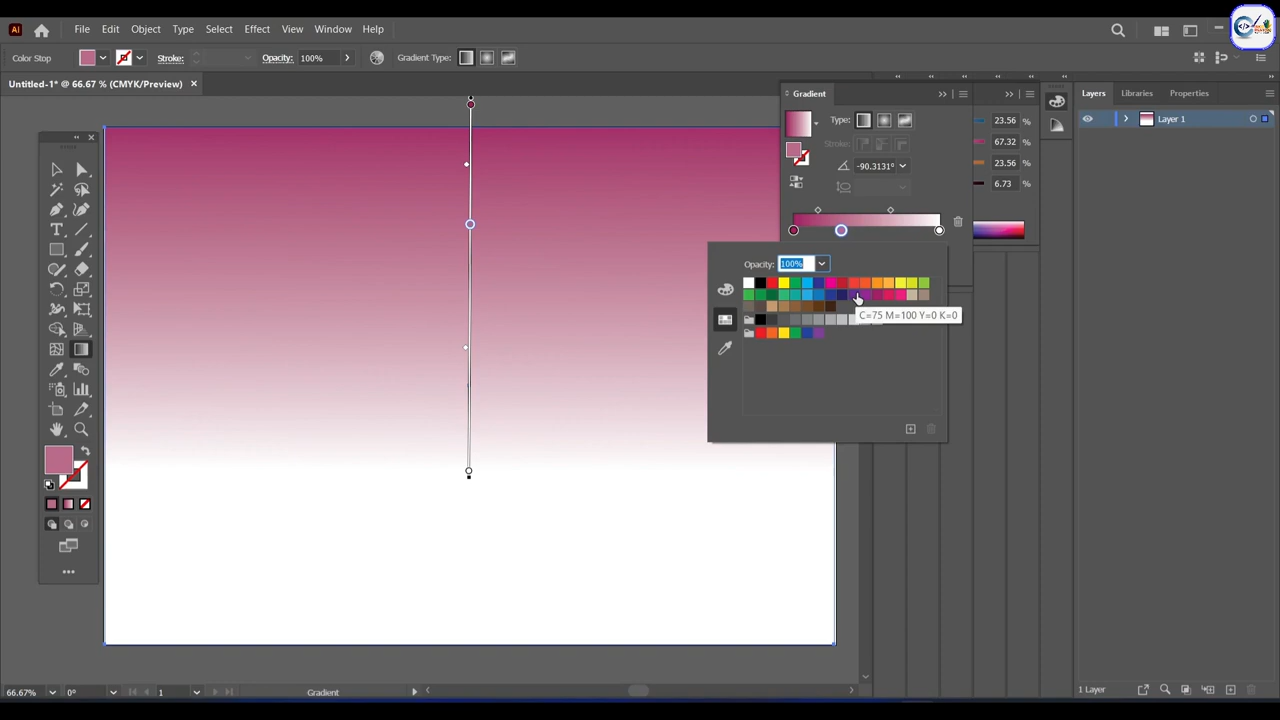 Ai File Edit Object Type Select Effect View Window Help
Color Stop Stroke: Opacity: 100% Gradient Type:
Untitled-1* @ 66.67 % (CMYK/Preview) ×
Gradient
Type:
Stroke:
-90.3131°
23.56 %
67.32 %
23.56 %
6.73 %
Layers Libraries Properties
Layer 1
Opacity: 100%
C=75 M=100 Y=0 K=0
66.67% 0° 1 Gradient
1 Layer